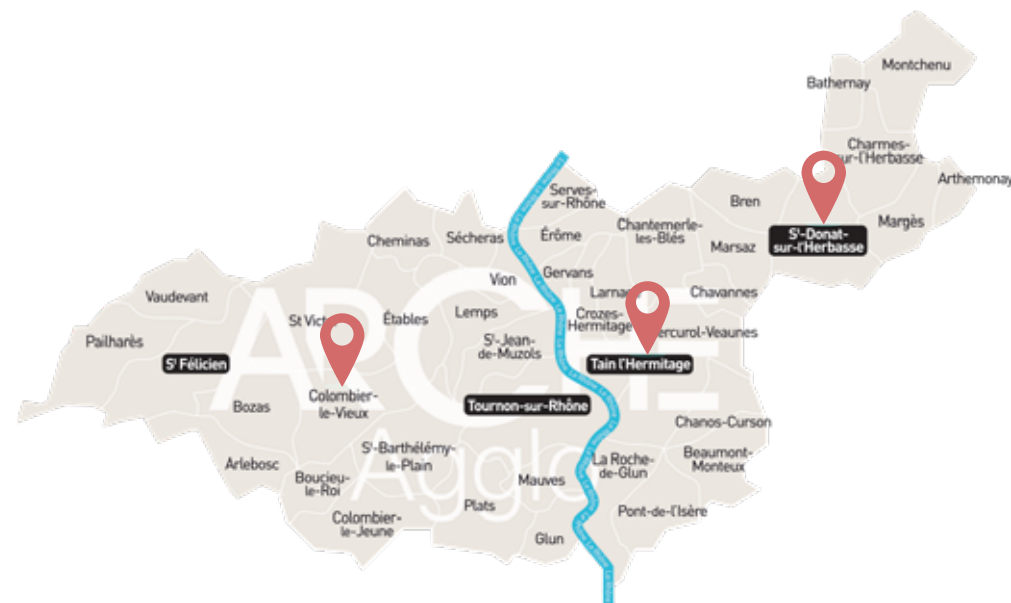 Montchenu
Bathernay
Charmes-
sur-l'Herbasse
Arthemonay
Serves-
sur-Rhône
Bren
Margès
Chantemerle-
les-Blés
Sᵗ-Donat-
sur-l'Herbasse
Cheminas
Sécheras
Érôme
Marsaz
Vion
Gervans
Vaudevant
Larnage
Chavannes
St Victor
Étables
Lemps
Crozes-
Hermitage
Mercurol-Veaunes
Pailharès
Sᵗ-Jean-
de-Muzols
Sᵗ Félicien
Tain l'Hermitage
ARCHE
Agglo
Colombier-
le-Vieux
Bozas
Tournon-sur-Rhône
Chanos-Curson
Sᵗ-Barthélémy-
le-Plain
Arlebosc
La Roche-
de-Glun
Beaumont-
Monteux
Boucieu-
le-Roi
Mauves
Plats
Pont-de-l'Isère
Colombier-
le-Jeune
Glun
Le Rhône